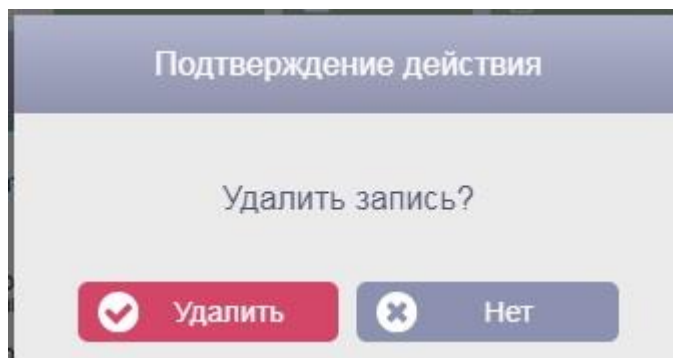 Подтверждение действия
Удалить запись?
Удалить
Нет